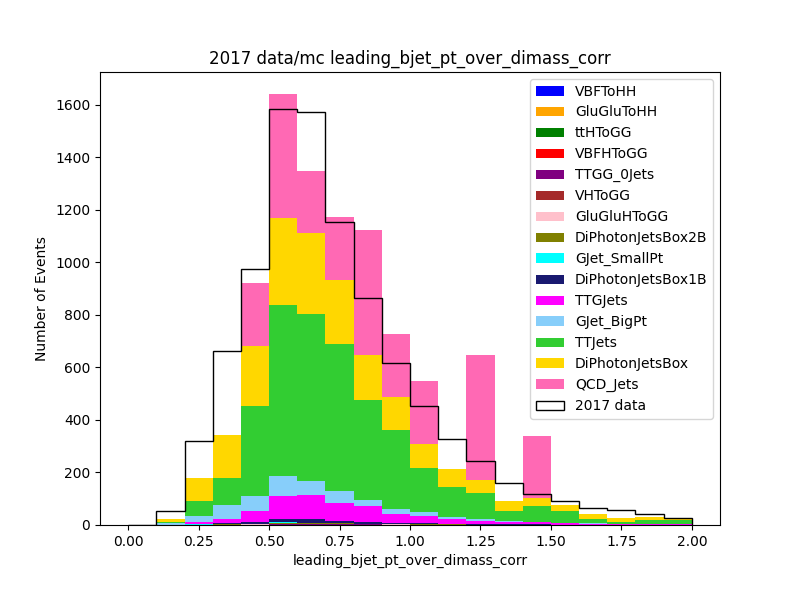 2017 data/mc leading_bjet_pt_over_dimass_corr
Number of Events
1600
1400
1200
1000
800
600
400
200
0
0.00 0.25 0.50 0.75 1.00 1.25 1.50 1.75 2.00
leading_bjet_pt_over_dimass_corr
VBFToHH
GluGluToHH
ttHToGG
VBFHToGG
TTGG_0Jets
VHToGG
GluGluHToGG
DiPhotonJetsBox2B
GJet_SmallPt
DiPhotonJetsBox1B
TTGJets
GJet_BigPt
TTJets
DiPhotonJetsBox
QCD_Jets
2017 data